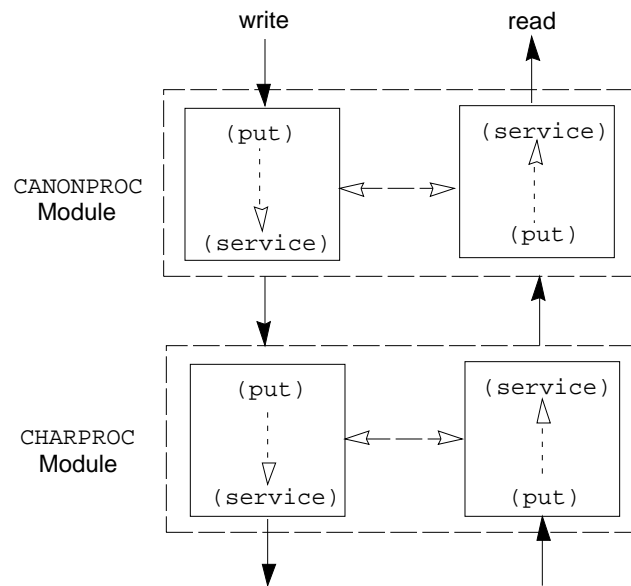 write read
(put) (service)
CANONPROC
Module
(service) (put)
(put) (service)
CHARPROC
Module
(service) (put)